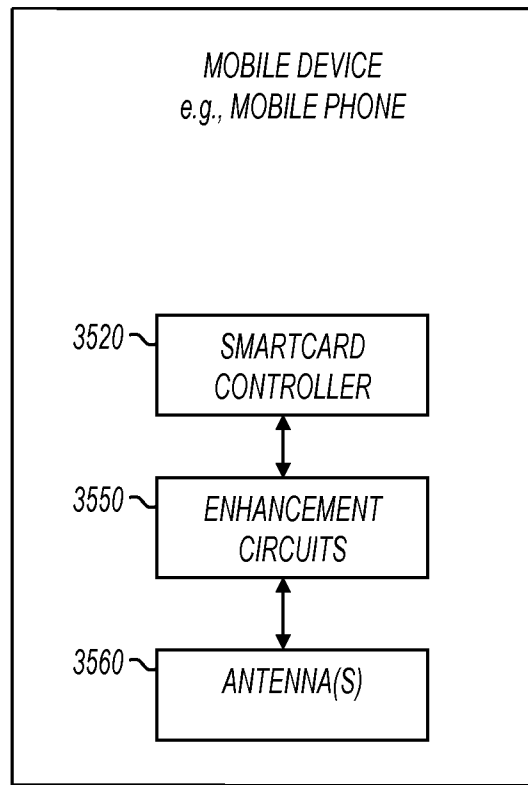 MOBILE DEVICE
e.g., MOBILE PHONE
3520
SMARTCARD
CONTROLLER
3550
ENHANCEMENT
CIRCUITS
3560
ANTENNA(S)